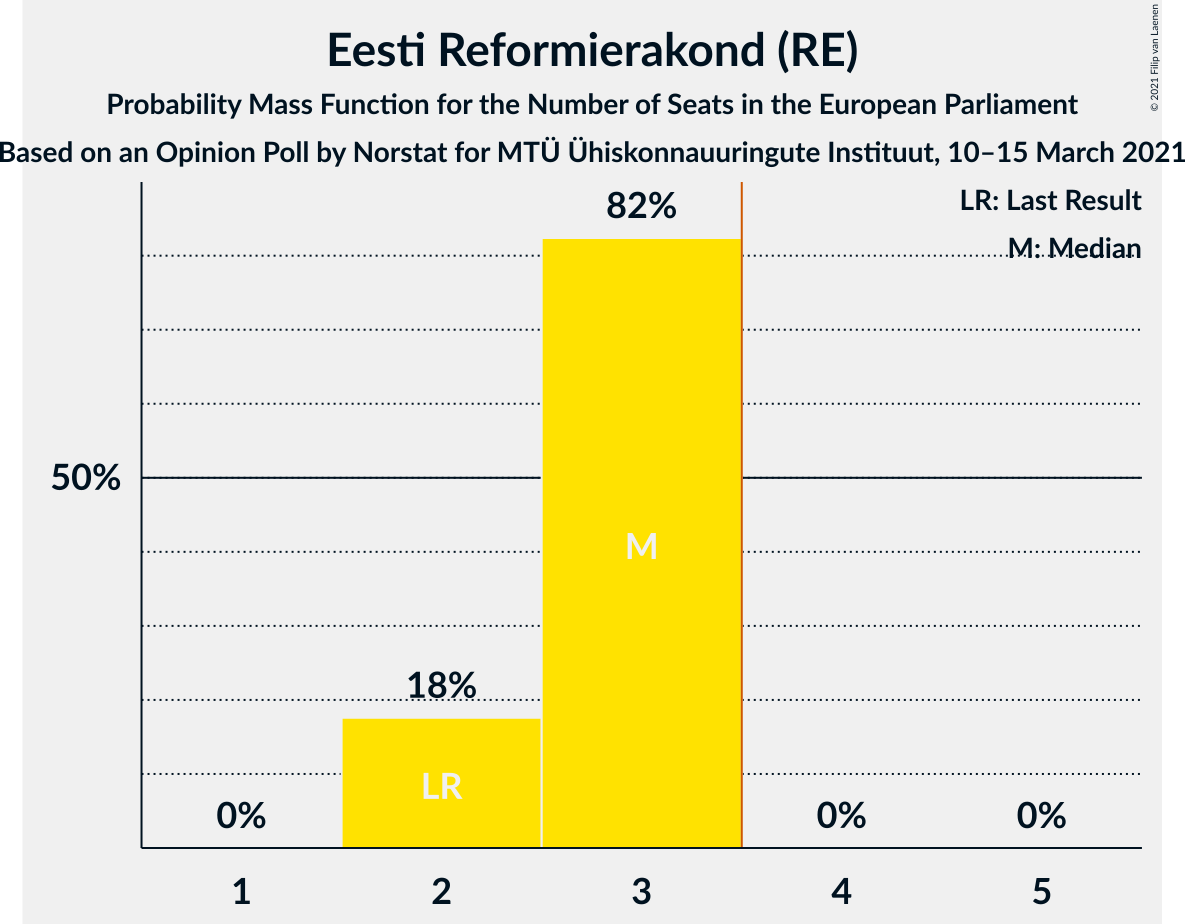 Eesti Reformierakond (RE)
Probability Mass Function for the Number of Seats in the European Parliament
Based on an Opinion Poll by Norstat for MTÜ Ühiskonnauuringute Instituut, 10–15 March 2021
© 2021 Filip van Laenen
LR: Last Result
M: Median
82%
50%
M
18%
LR
0%
0%
0%
1
2
3
4
5